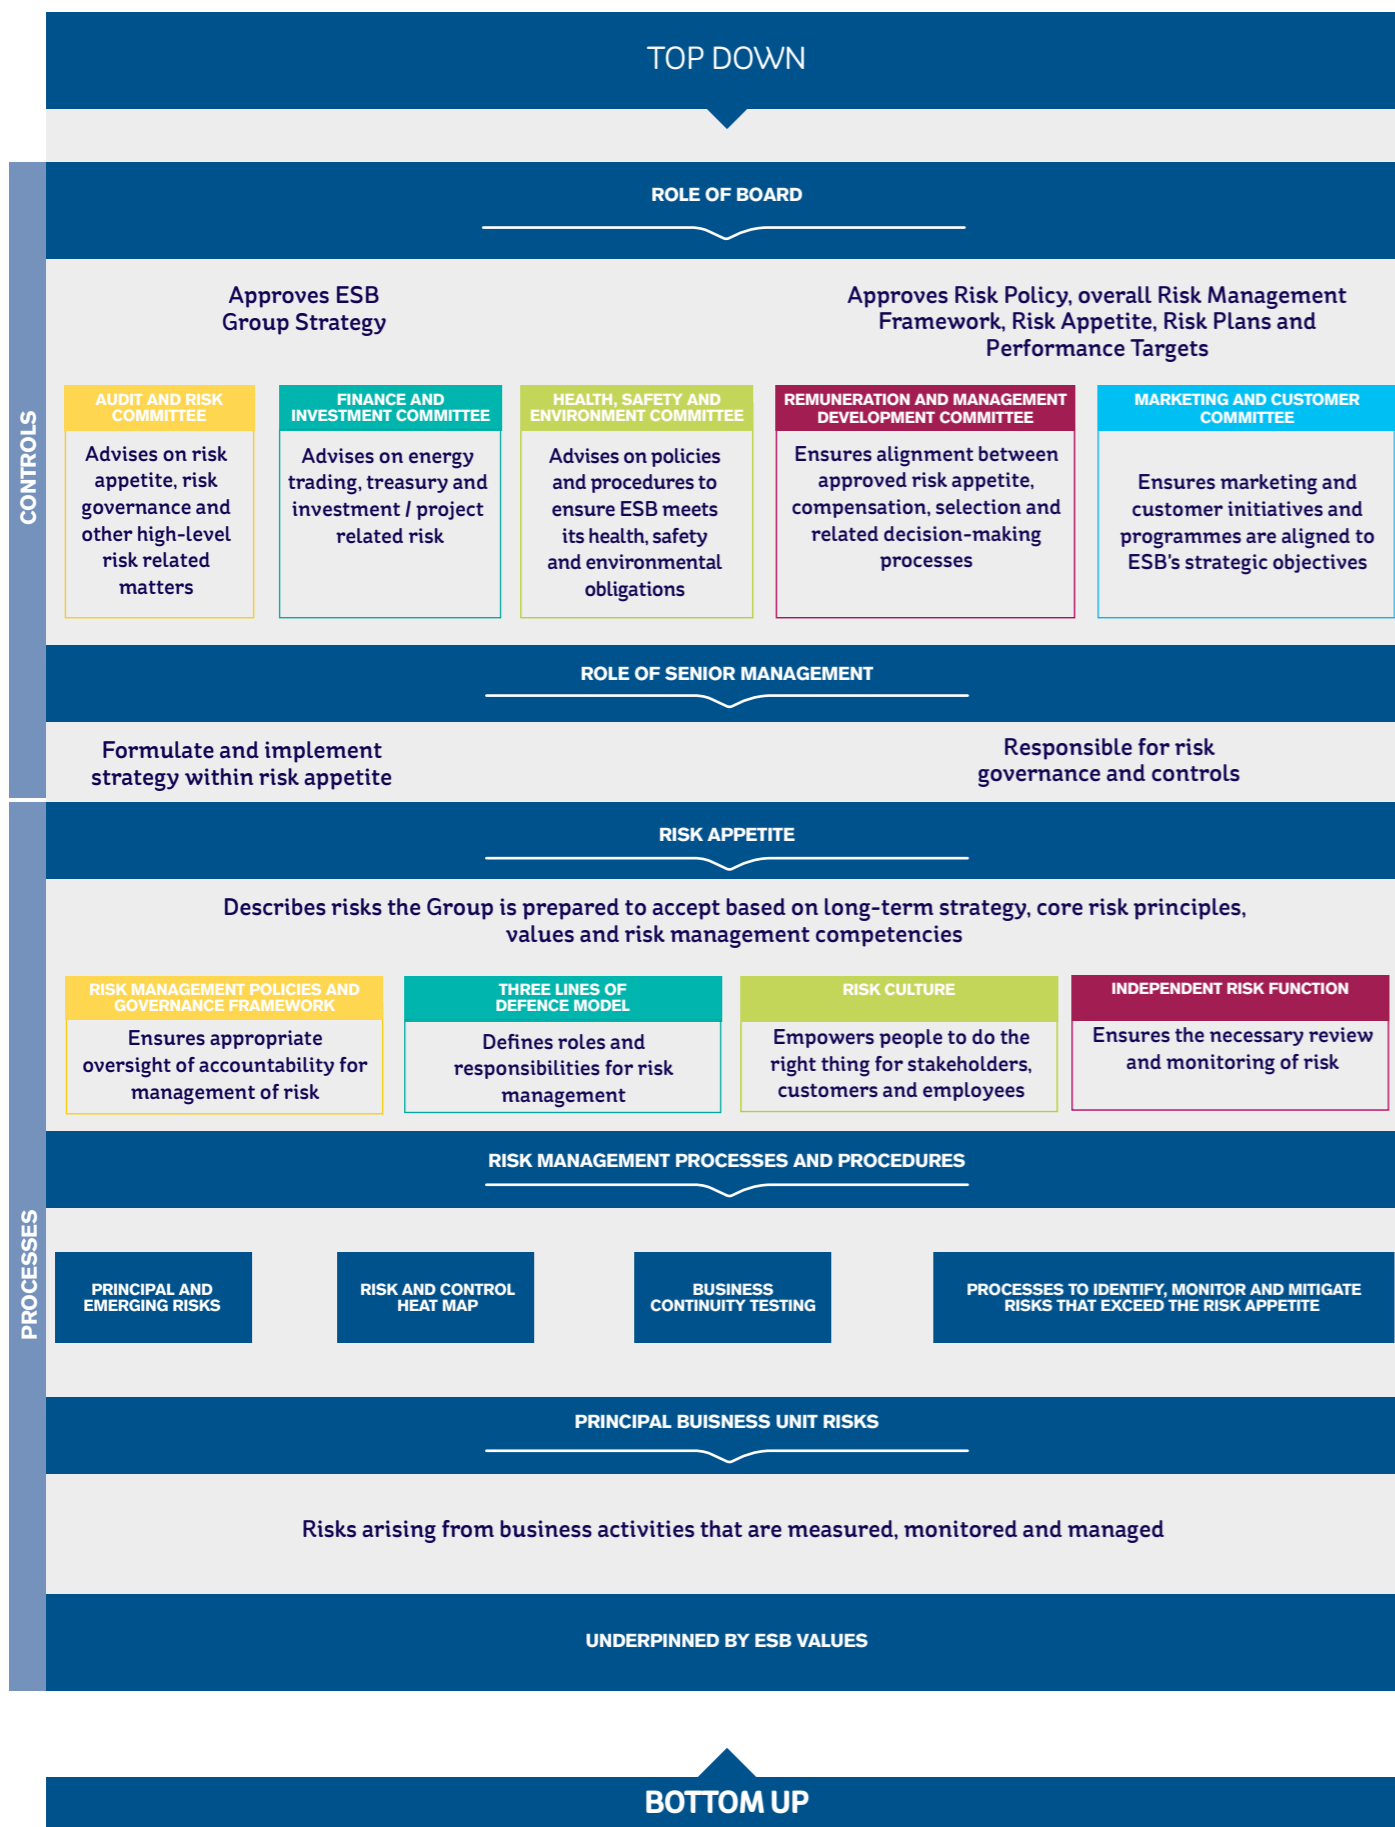 TOP DOWN
CONTROLS
ROLE OF BOARD
Approves ESB
Group Strategy
Approves Risk Policy, overall Risk Management
Framework, Risk Appetite, Risk Plans and
Performance Targets
AUDIT AND RISK
COMMITTEE
Advises on risk
appetite, risk
governance and
other high-level
risk related
matters
FINANCE AND
INVESTMENT COMMITTEE
Advises on energy
trading, treasury and
investment / project
related risk
HEALTH, SAFETY AND
ENVIRONMENT COMMITTEE
Advises on policies
and procedures to
ensure ESB meets
its health, safety
and environmental
obligations
REMUNERATION AND MANAGEMENT
DEVELOPMENT COMMITTEE
Ensures alignment between
approved risk appetite,
compensation, selection and
related decision-making
processes
MARKETING AND CUSTOMER
COMMITTEE
Ensures marketing and
customer initiatives and
programmes are aligned to
ESB's strategic objectives
ROLE OF SENIOR MANAGEMENT
Formulate and implement
strategy within risk appetite
Responsible for risk
governance and controls
PROCESSES
RISK APPETITE
Describes risks the Group is prepared to accept based on long-term strategy, core risk principles,
values and risk management competencies
RISK MANAGEMENT POLICIES AND
GOVERNANCE FRAMEWORK
Ensures appropriate
oversight of accountability for
management of risk
THREE LINES OF
DEFENCE MODEL
Defines roles and
responsibilities for risk
management
RISK CULTURE
Empowers people to do the
right thing for stakeholders,
customers and employees
INDEPENDENT RISK FUNCTION
Ensures the necessary review
and monitoring of risk
RISK MANAGEMENT PROCESSES AND PROCEDURES
PRINCIPAL AND
EMERGING RISKS
RISK AND CONTROL
HEAT MAP
BUSINESS
CONTINUITY TESTING
PROCESSES TO IDENTIFY, MONITOR AND MITIGATE
RISKS THAT EXCEED THE RISK APPETITE
PRINCIPAL BUISNESS UNIT RISKS
Risks arising from business activities that are measured, monitored and managed
UNDERPINNED BY ESB VALUES
BOTTOM UP